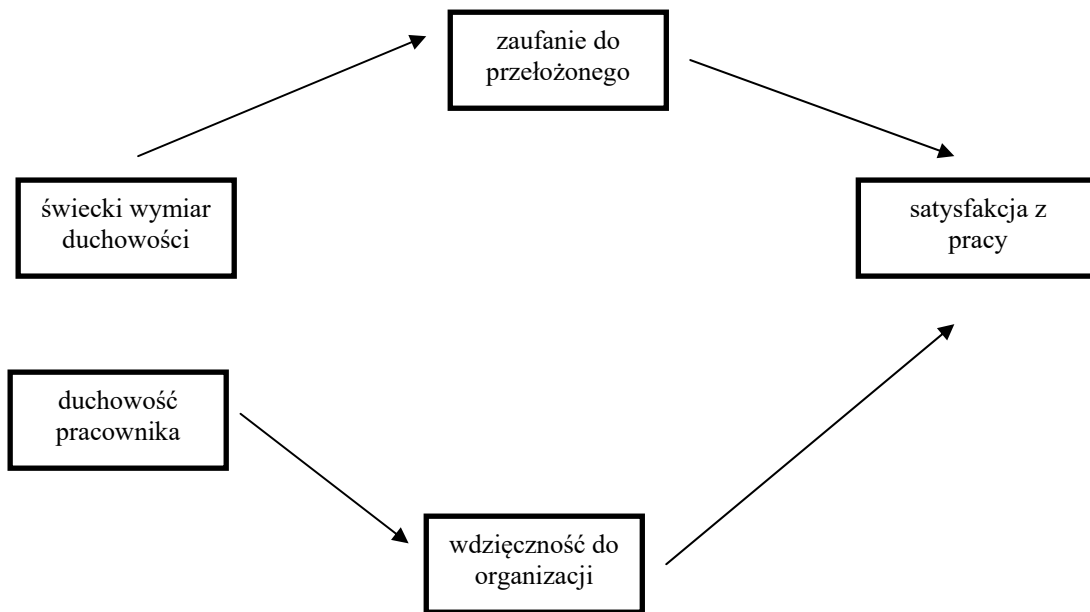 zaufanie do
przełożonego
świecki wymiar
duchowości
satysfakcja z
pracy
duchowość
pracownika
wdzięczność do
organizacji